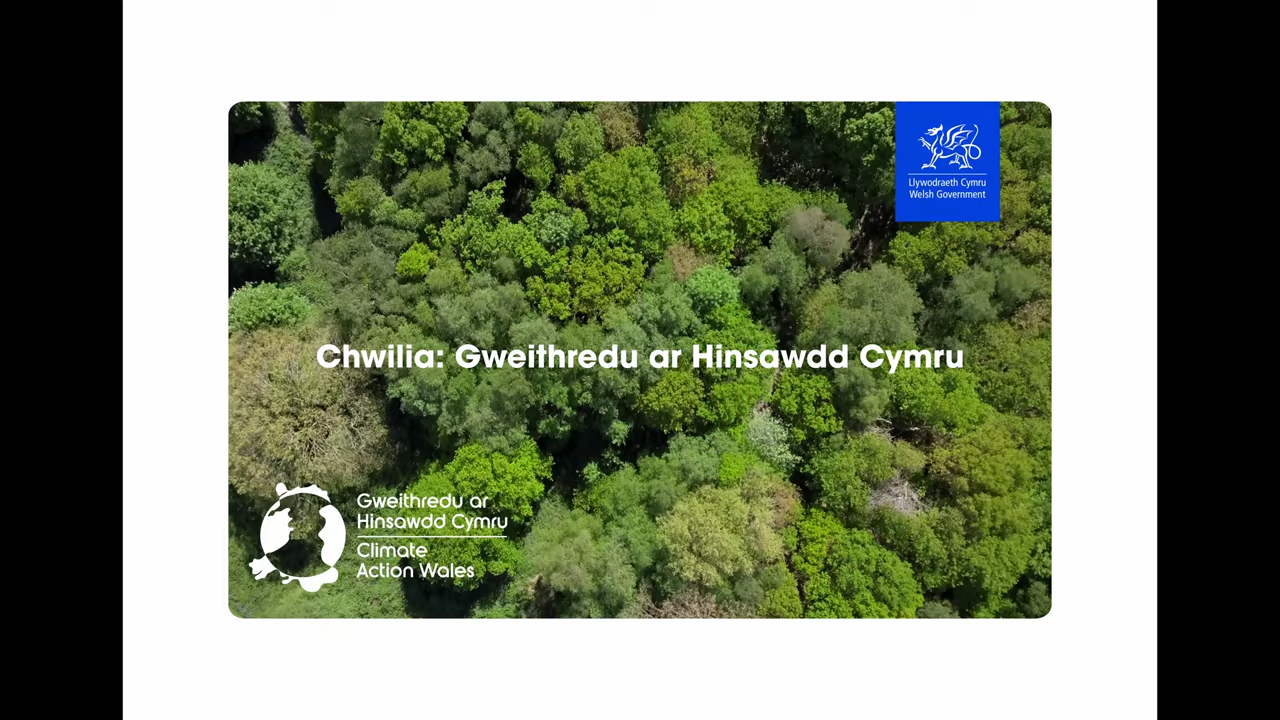 Llywodraeth Cymru
Welsh Government
Chwilia: Gweithredu ar Hinsawdd Cymru
Gweithredu ar
Hinsawdd Cymru
Climate
Action Wales